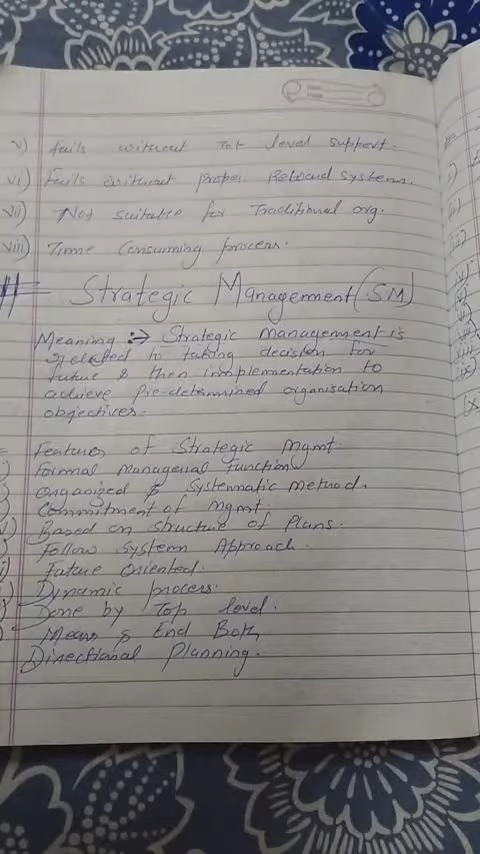 v) fails without top level support.
vi) Fails without proper Reward systems.
vii) Not suitable for Traditional org.
viii) Time Consuming process.
# Strategic Management (SM)
Meaning :-> Strategic management is
related to taking decision for
future & then implementation to
achieve Pre-determined organisation
objectives.
= Features of Strategic Mgmt.
Formal managerial function
organized & Systematic method.
Commitment of mgmt.
Based on structure of Plans.
Follow System Approach.
Future oriented.
Dynamic process.
Done by Top level.
Means & End Both
Directional Planning.